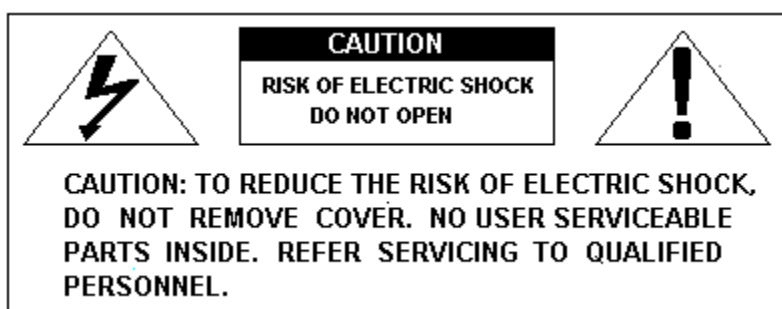 CAUTION
RISK OF ELECTRIC SHOCK
DO NOT OPEN
CAUTION: TO REDUCE THE RISK OF ELECTRIC SHOCK,
DO NOT REMOVE COVER. NO USER SERVICEABLE
PARTS INSIDE. REFER SERVICING TO QUALIFIED
PERSONNEL.